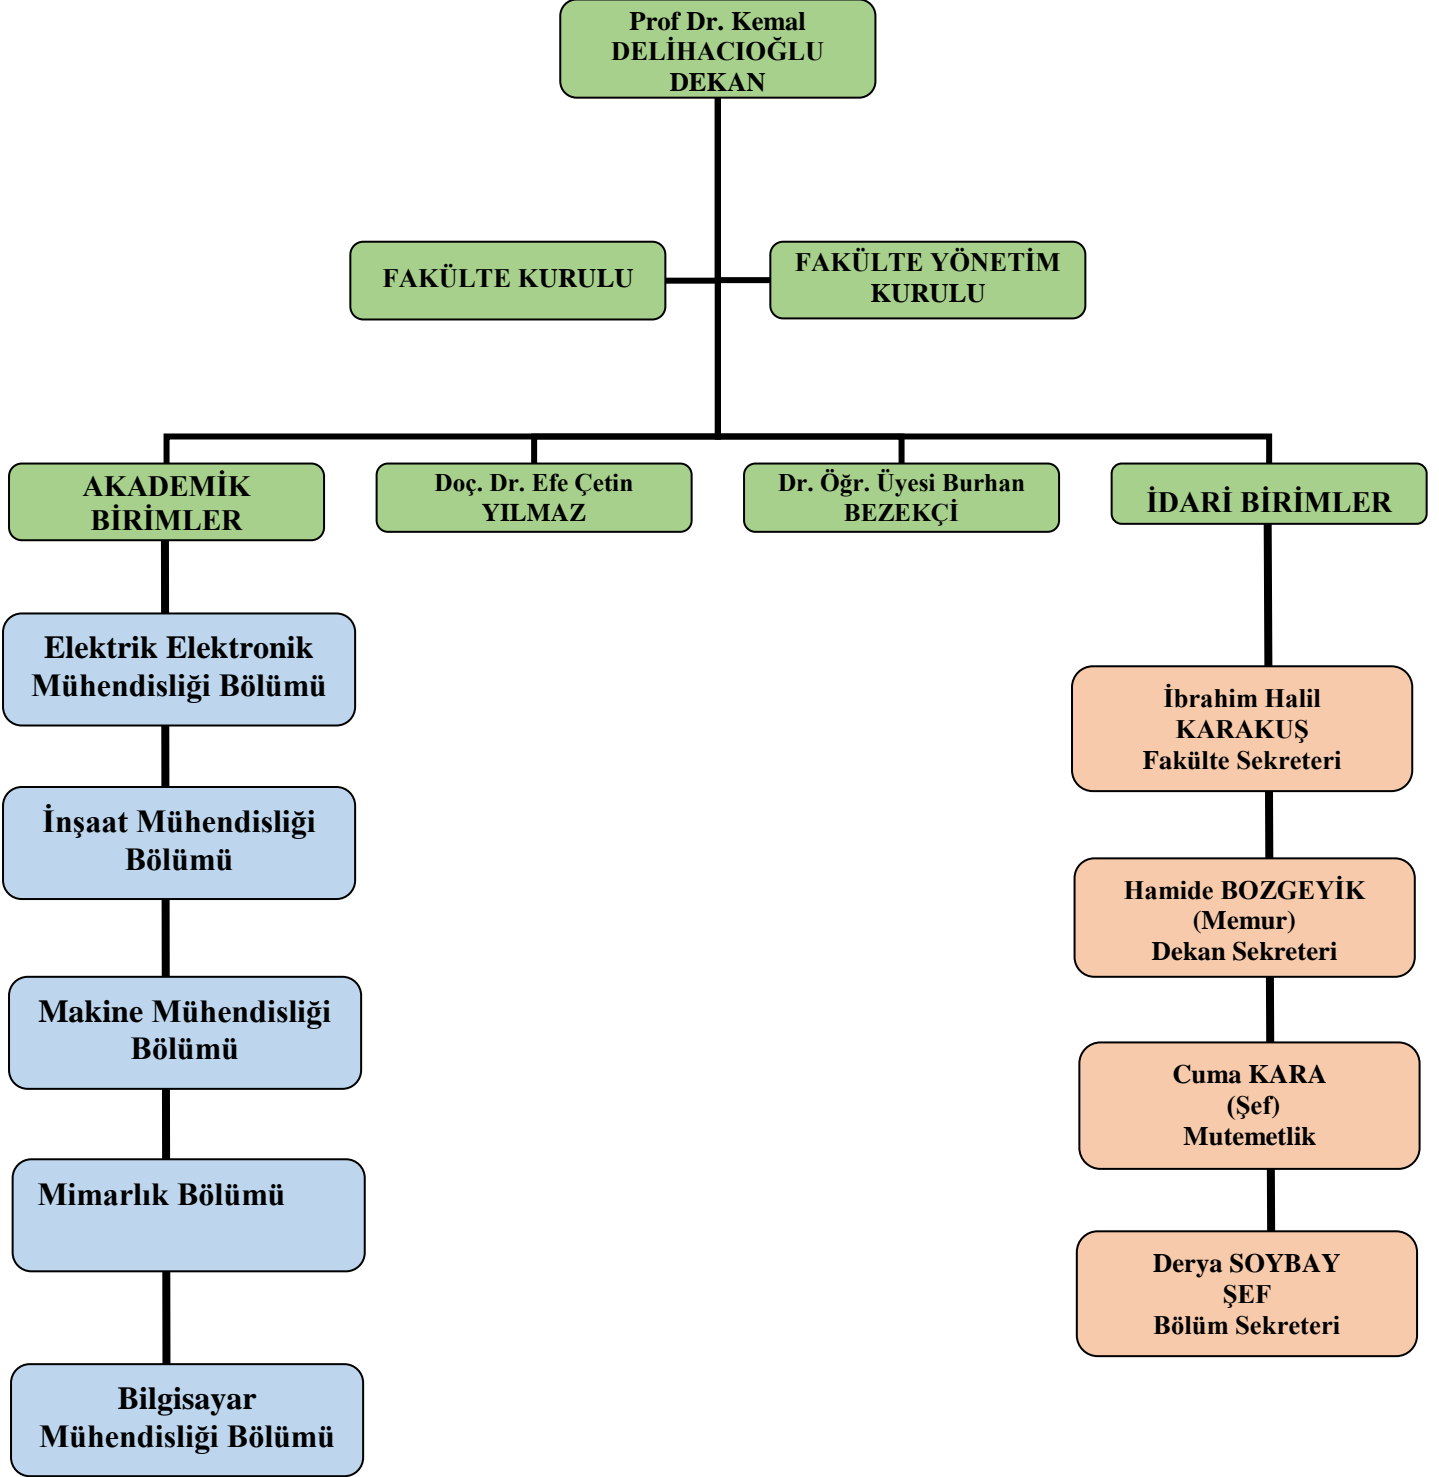 Prof Dr. Kemal
DELİHACIOĞLU
DEKAN
FAKÜLTE KURULU
FAKÜLTE YÖNETİM
KURULU
AKADEMİK
BİRİMLER
Doç. Dr. Efe Çetin
YILMAZ
Dr. Öğr. Üyesi Burhan
BEZEKÇİ
İDARİ BİRİMLER
Elektrik Elektronik
Mühendisliği Bölümü
İnşaat Mühendisliği
Bölümü
Makine Mühendisliği
Bölümü
Mimarlık Bölümü
Bilgisayar
Mühendisliği Bölümü
İbrahim Halil
KARAKUŞ
Fakülte Sekreteri
Hamide BOZGEYİK
(Memur)
Dekan Sekreteri
Cuma KARA
(Şef)
Mutemetlik
Derya SOYBAY
ŞEF
Bölüm Sekreteri